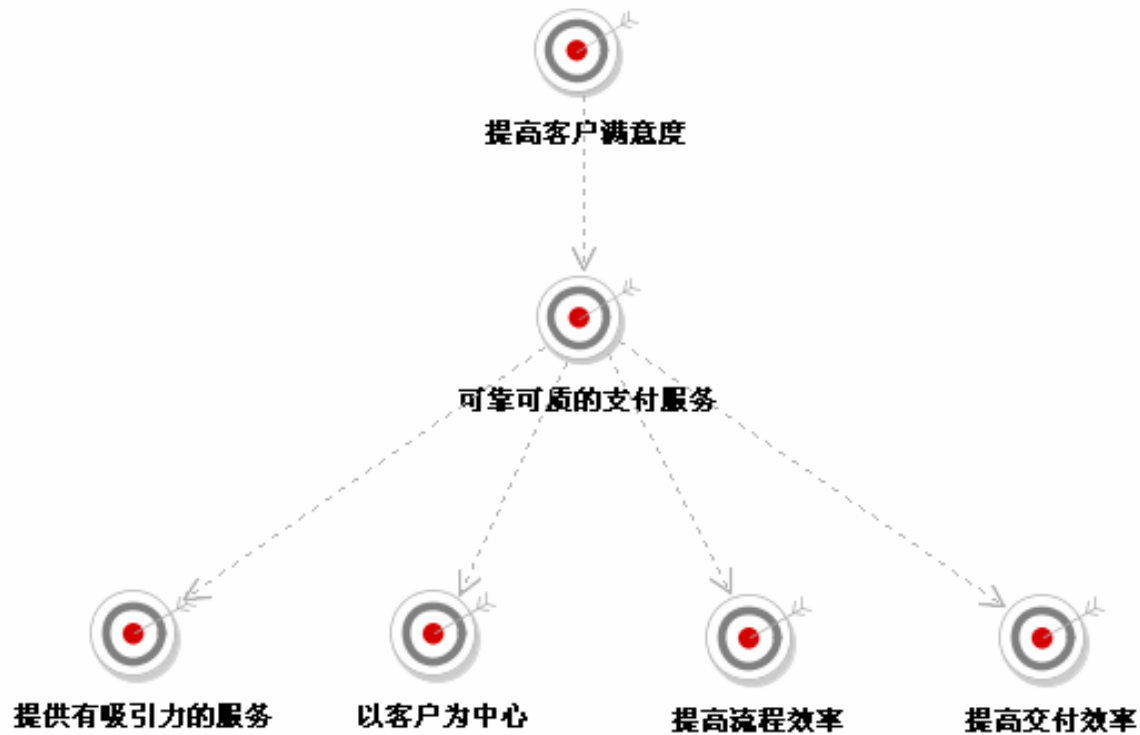 提高客户满意度
可靠可质的支付服务
提供有吸引力的服务
以客户为中心
提高流程效率
提高交付效率